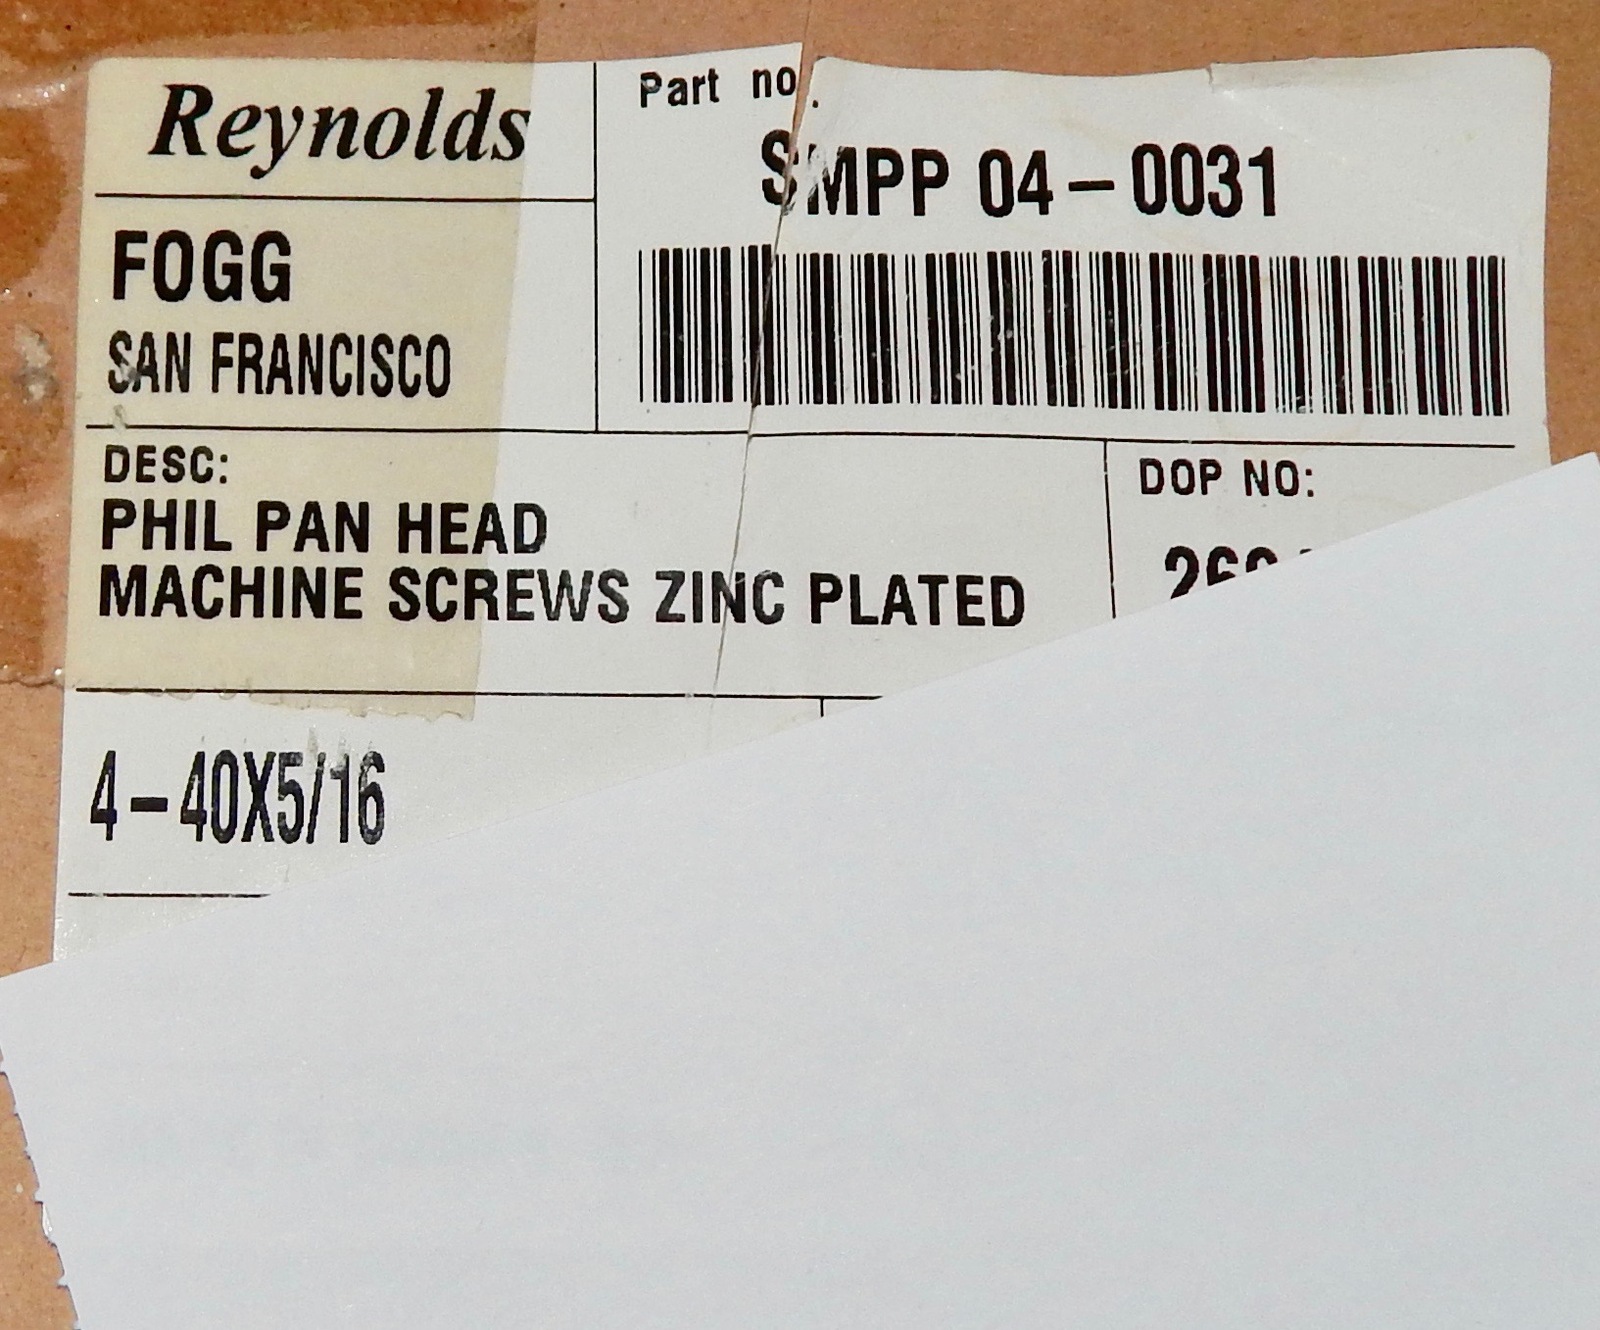 Reynolds
Part no.
SMPP 04-0031
FOGG
SAN FRANCISCO
DESC:
PHIL PAN HEAD
MACHINE SCREWS ZINC PLATED
DOP NO:
4-40X5/16